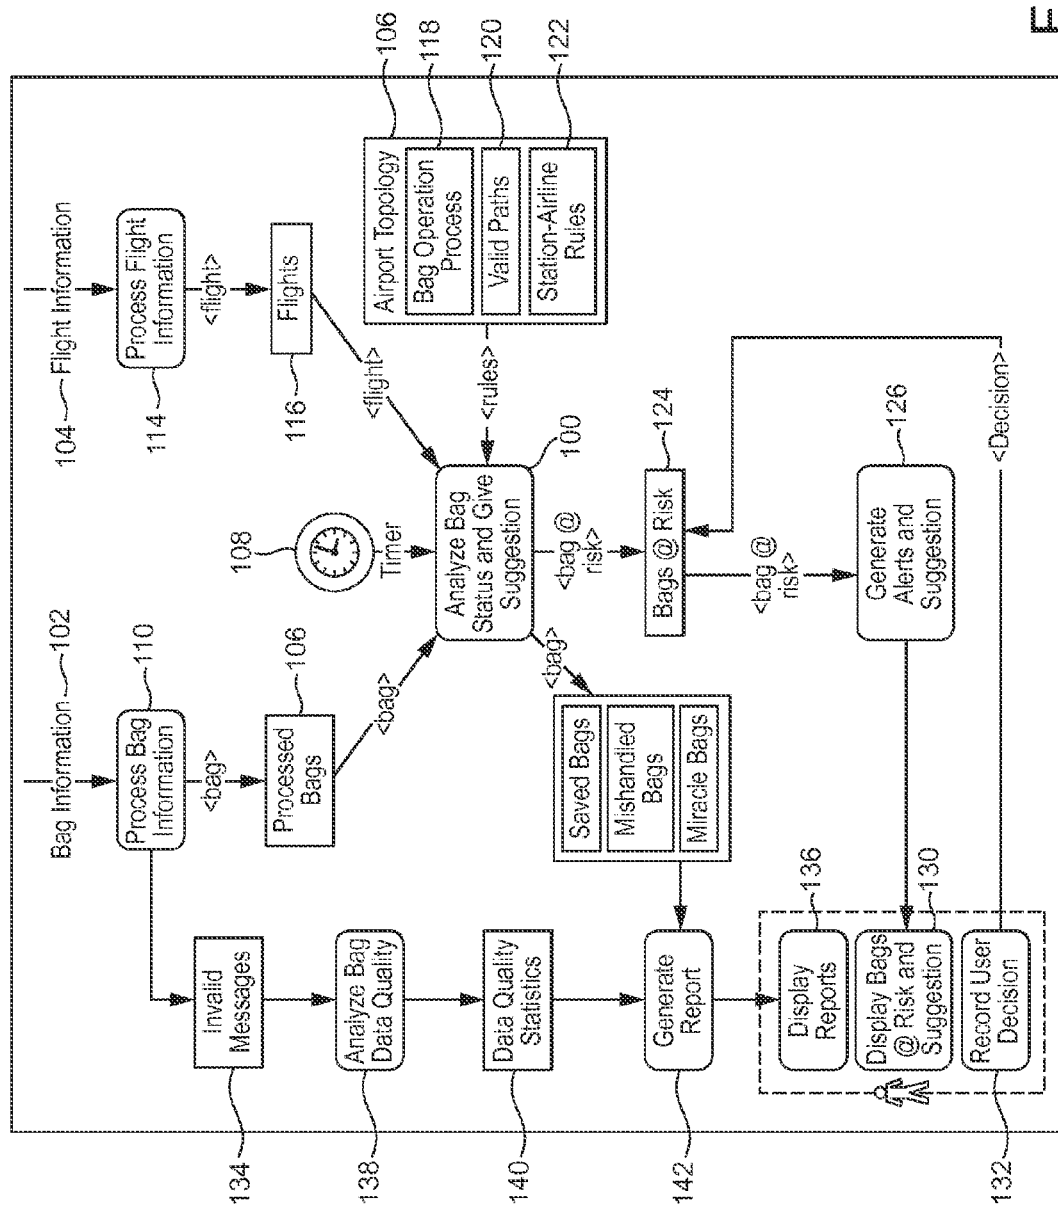 Bag Information
102
104
Flight Information
Process Bag
Information
110
114
Process Flight
Information
<bag>
<flight>
Processed
Bags
106
116
Flights
<bag>
108
Timer
<flight>
Invalid
Messages
134
Analyze Bag
Data Quality
138
Data Quality
Statistics
140
Analyze Bag
Status and Give
Suggestion
100
<rules>
Airport Topology
106
Bag Operation
Process
118
Valid Paths
120
Station-Airline
Rules
122
<bag>
<bag @
risk>
Saved Bags
Mishandled
Bags
Miracle Bags
Bags @ Risk
124
<bag @
risk>
Generate
Report
142
Generate
Alerts and
Suggestion
126
Display
Reports
136
Display Bags
@ Risk and
Suggestion
130
Record User
Decision
132
<Decision>